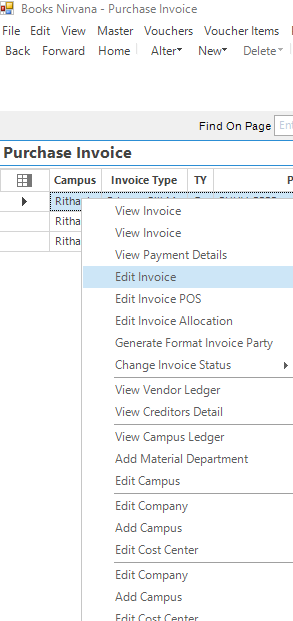 Books Nirvana - Purchase Invoice
File Edit View Master Vouchers Voucher Items
Back Forward Home Alter New Delete
Find On Page
Purchase Invoice
Campus Invoice Type TY P
Ritha
Ritha
Ritha
View Invoice
View Invoice
View Payment Details
Edit Invoice
Edit Invoice POS
Edit Invoice Allocation
Generate Format Invoice Party
Change Invoice Status
View Vendor Ledger
View Creditors Detail
View Campus Ledger
Add Material Department
Edit Campus
Edit Company
Add Campus
Edit Cost Center
Edit Company
Add Campus
Edit Cost Center